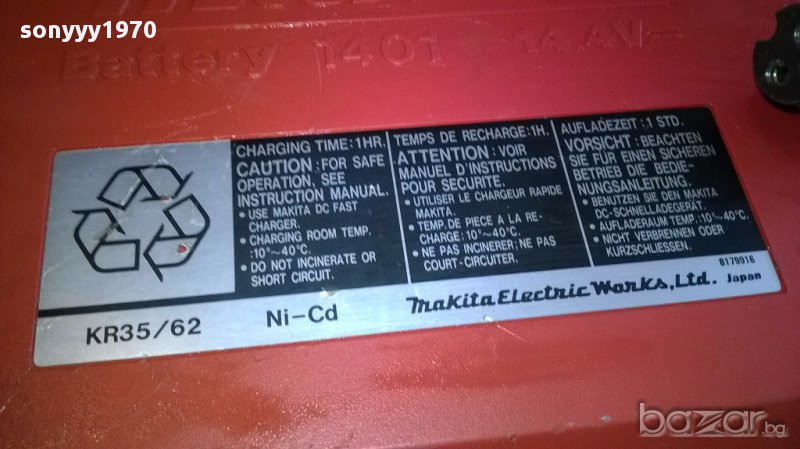 sonyyy1970
Battery 1401 14.4V
CHARGING TIME:1HR.
CAUTION:FOR SAFE
OPERATION, SEE
INSTRUCTION MANUAL.
• USE MAKITA DC FAST
CHARGER.
• CHARGING ROOM TEMP.
:10°~40°C.
• DO NOT INCINERATE OR
SHORT CIRCUIT.
TEMPS DE RECHARGE:1H.
ATTENTION:VOIR
MANUEL D'INSTRUCTIONS
POUR SECURITE.
• UTILISER LE CHARGEUR RAPIDE
MAKITA.
• TEMP.DE PIECE A LA RE-
CHARGE:10°~40°C.
• NE PAS INCINERER:NE PAS
COURT-CIRCUITER.
AUFLADEZEIT:1 STD.
VORSICHT:BEACHTEN
SIE FÜR EINEN SICHEREN
BETRIEB DIE BEDIE-
NUNGSANLEITUNG.
• BENUTZEN SIE DEN MAKITA
DC-SCHNELLADGERÄT.
• AUFLADERAUM TEMP.:10°~40°C.
• NICHT VERBRENNEN ODER
KURZSCHLIESSEN.
8179916
KR35/62
Ni-Cd
Makita Electric Works,Ltd. Japan
bazar.bg